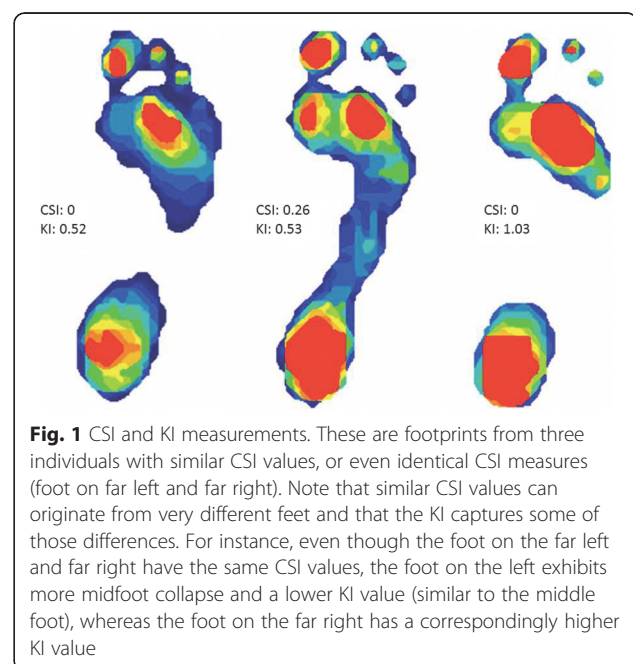 CSI: 0
KI: 0.52
CSI: 0.26
KI: 0.53
CSI: 0
KI: 1.03
Fig. 1 CSI and KI measurements. These are footprints from three
individuals with similar CSI values, or even identical CSI measures
(foot on far left and far right). Note that similar CSI values can
originate from very different feet and that the KI captures some of
those differences. For instance, even though the foot on the far left
and far right have the same CSI values, the foot on the left exhibits
more midfoot collapse and a lower KI value (similar to the middle
foot), whereas the foot on the far right has a correspondingly higher
KI value